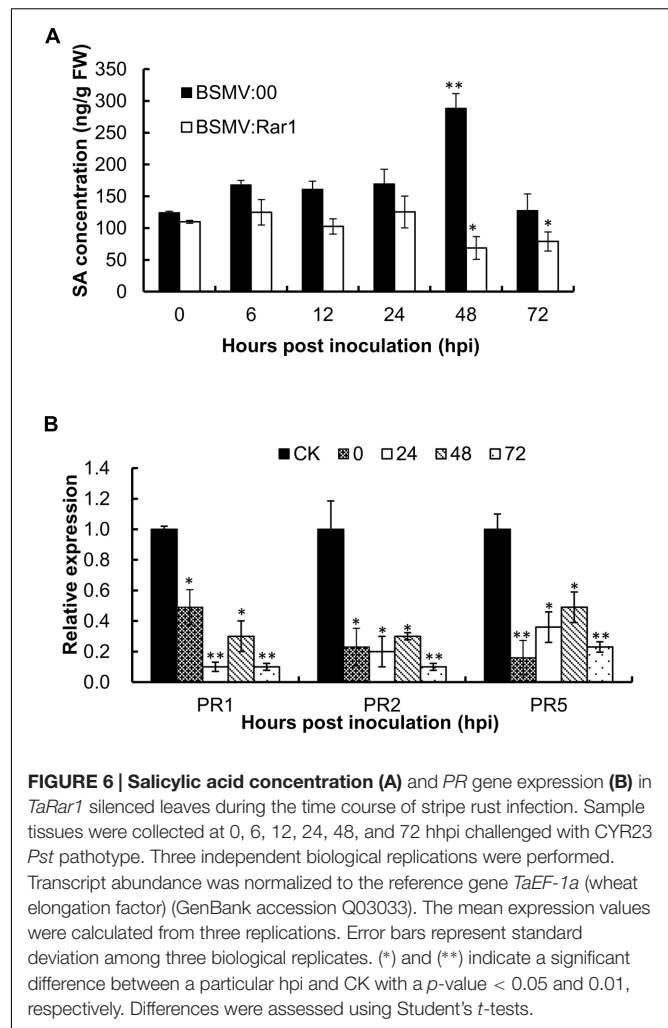 A
SA concentration (ng/g FW)
350
300
250
200
150
100
50
0
BSMV:00
BSMV:Rar1
**
*
*
0 6 12 24 48 72
Hours post inoculation (hpi)
B
CK 0 24 48 72
Relative expression
1.4
1.2
1.0
0.8
0.6
0.4
0.2
0.0
* ** * **
* * * **
** * * **
PR1 PR2 PR5
Hours post inoculation (hpi)
FIGURE 6 | Salicylic acid concentration (A) and PR gene expression (B) in
TaRar1 silenced leaves during the time course of stripe rust infection. Sample
tissues were collected at 0, 6, 12, 24, 48, and 72 hhpi challenged with CYR23
Pst pathotype. Three independent biological replications were performed.
Transcript abundance was normalized to the reference gene TaEF-1a (wheat
elongation factor) (GenBank accession Q03033). The mean expression values
were calculated from three replications. Error bars represent standard
deviation among three biological replicates. (*) and (**) indicate a significant
difference between a particular hpi and CK with a p-value < 0.05 and 0.01,
respectively. Differences were assessed using Student's t-tests.